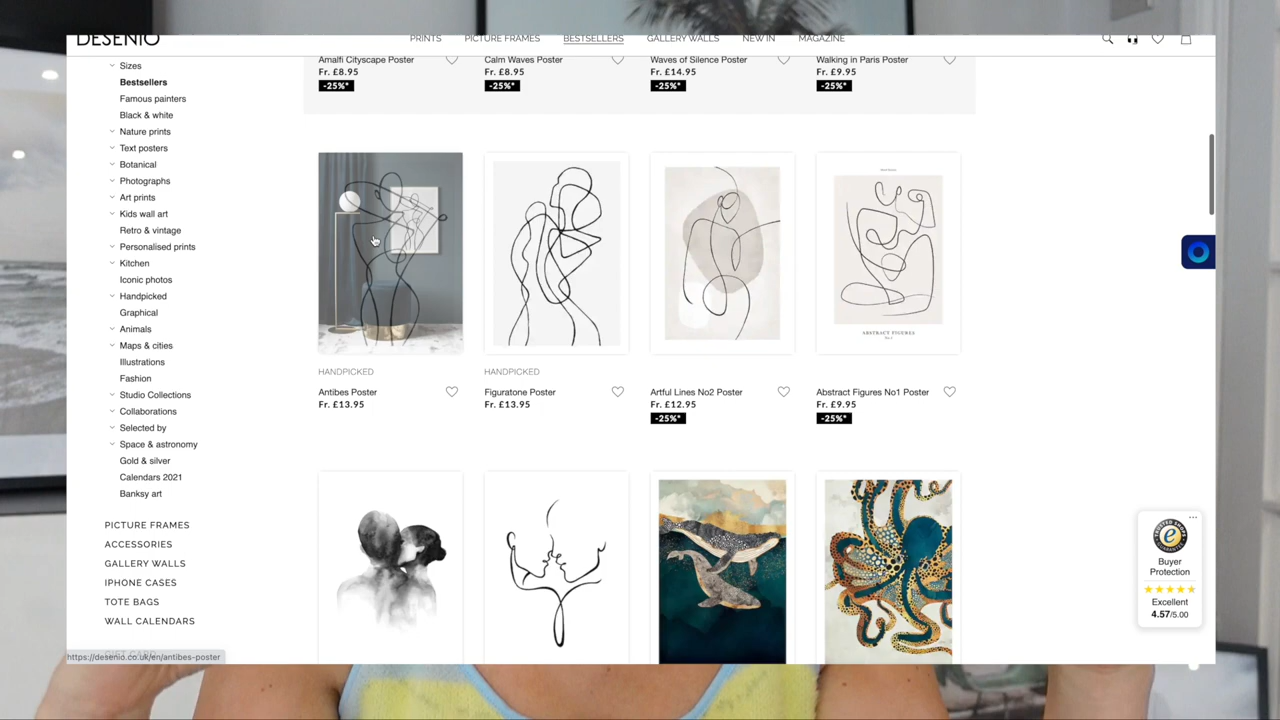 DESENIO
PRINTS PICTURE FRAMES BESTSELLERS GALLERY WALLS NEW IN MAGAZINE
Sizes
Bestsellers
Famous painters
Black & white
Nature prints
Text posters
Botanical
Photographs
Art prints
Kids wall art
Retro & vintage
Personalised prints
Kitchen
Iconic photos
Handpicked
Graphical
Animals
Maps & cities
Illustrations
Fashion
Studio Collections
Collaborations
Selected by
Space & astronomy
Gold & silver
Calendars 2021
Banksy art
PICTURE FRAMES
ACCESSORIES
GALLERY WALLS
IPHONE CASES
TOTE BAGS
WALL CALENDARS
https://desenio.co.uk/en/antibes-poster
Amalfi Cityscape Poster Calm Waves Poster Waves of Silence Poster Walking in Paris Poster
Fr. £8.95 Fr. £8.95 Fr. £14.95 Fr. £9.95
-25%* -25%* -25%* -25%*
ABSTRACT FIGURES
HANDPICKED HANDPICKED
Antibes Poster Figuratone Poster Artful Lines No2 Poster Abstract Figures No1 Poster
Fr. £13.95 Fr. £13.95 Fr. £12.95 Fr. £9.95
-25%* -25%*
Buyer
Protection
Excellent
4.57/5.00